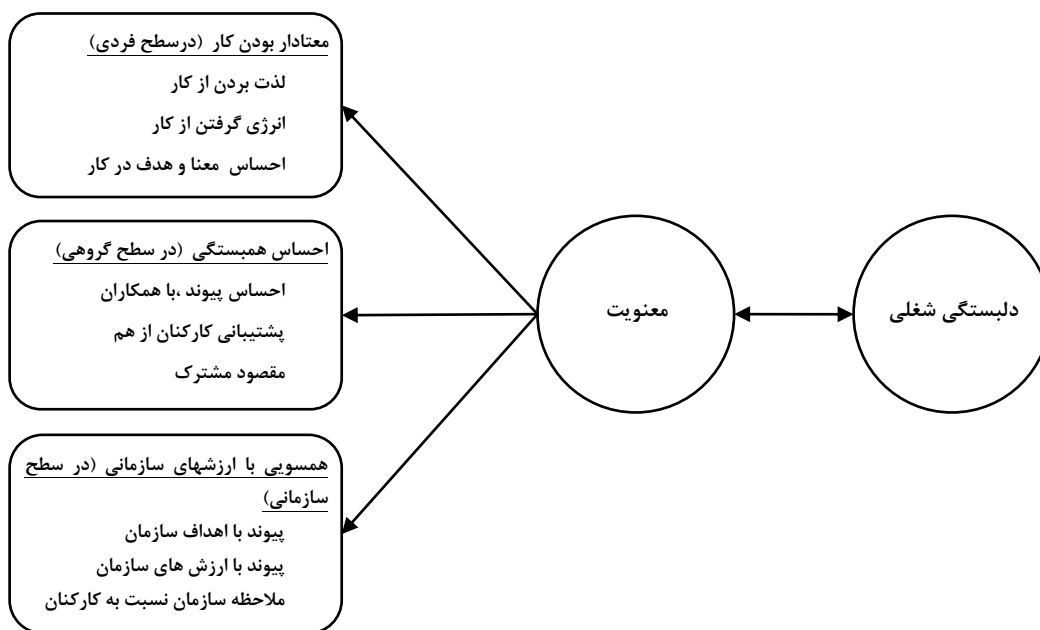 معتادار بودن کار (درسطح فردی)
لذت بردن از کار
انرژی گرفتن از کار
احساس معنا و هدف در کار
احساس همبستگی (در سطح گروهی)
احساس پیوند ،با همکاران
پشتیبانی کارکنان از هم
مقصود مشترک
همسویی با ارزشهای سازمانی (در سطح
سازمانی)
پیوند با اهداف سازمان
پیوند با ارزش های سازمان
ملاحظه سازمان نسبت به کارکنان
معنویت
دلبستگی شغلی